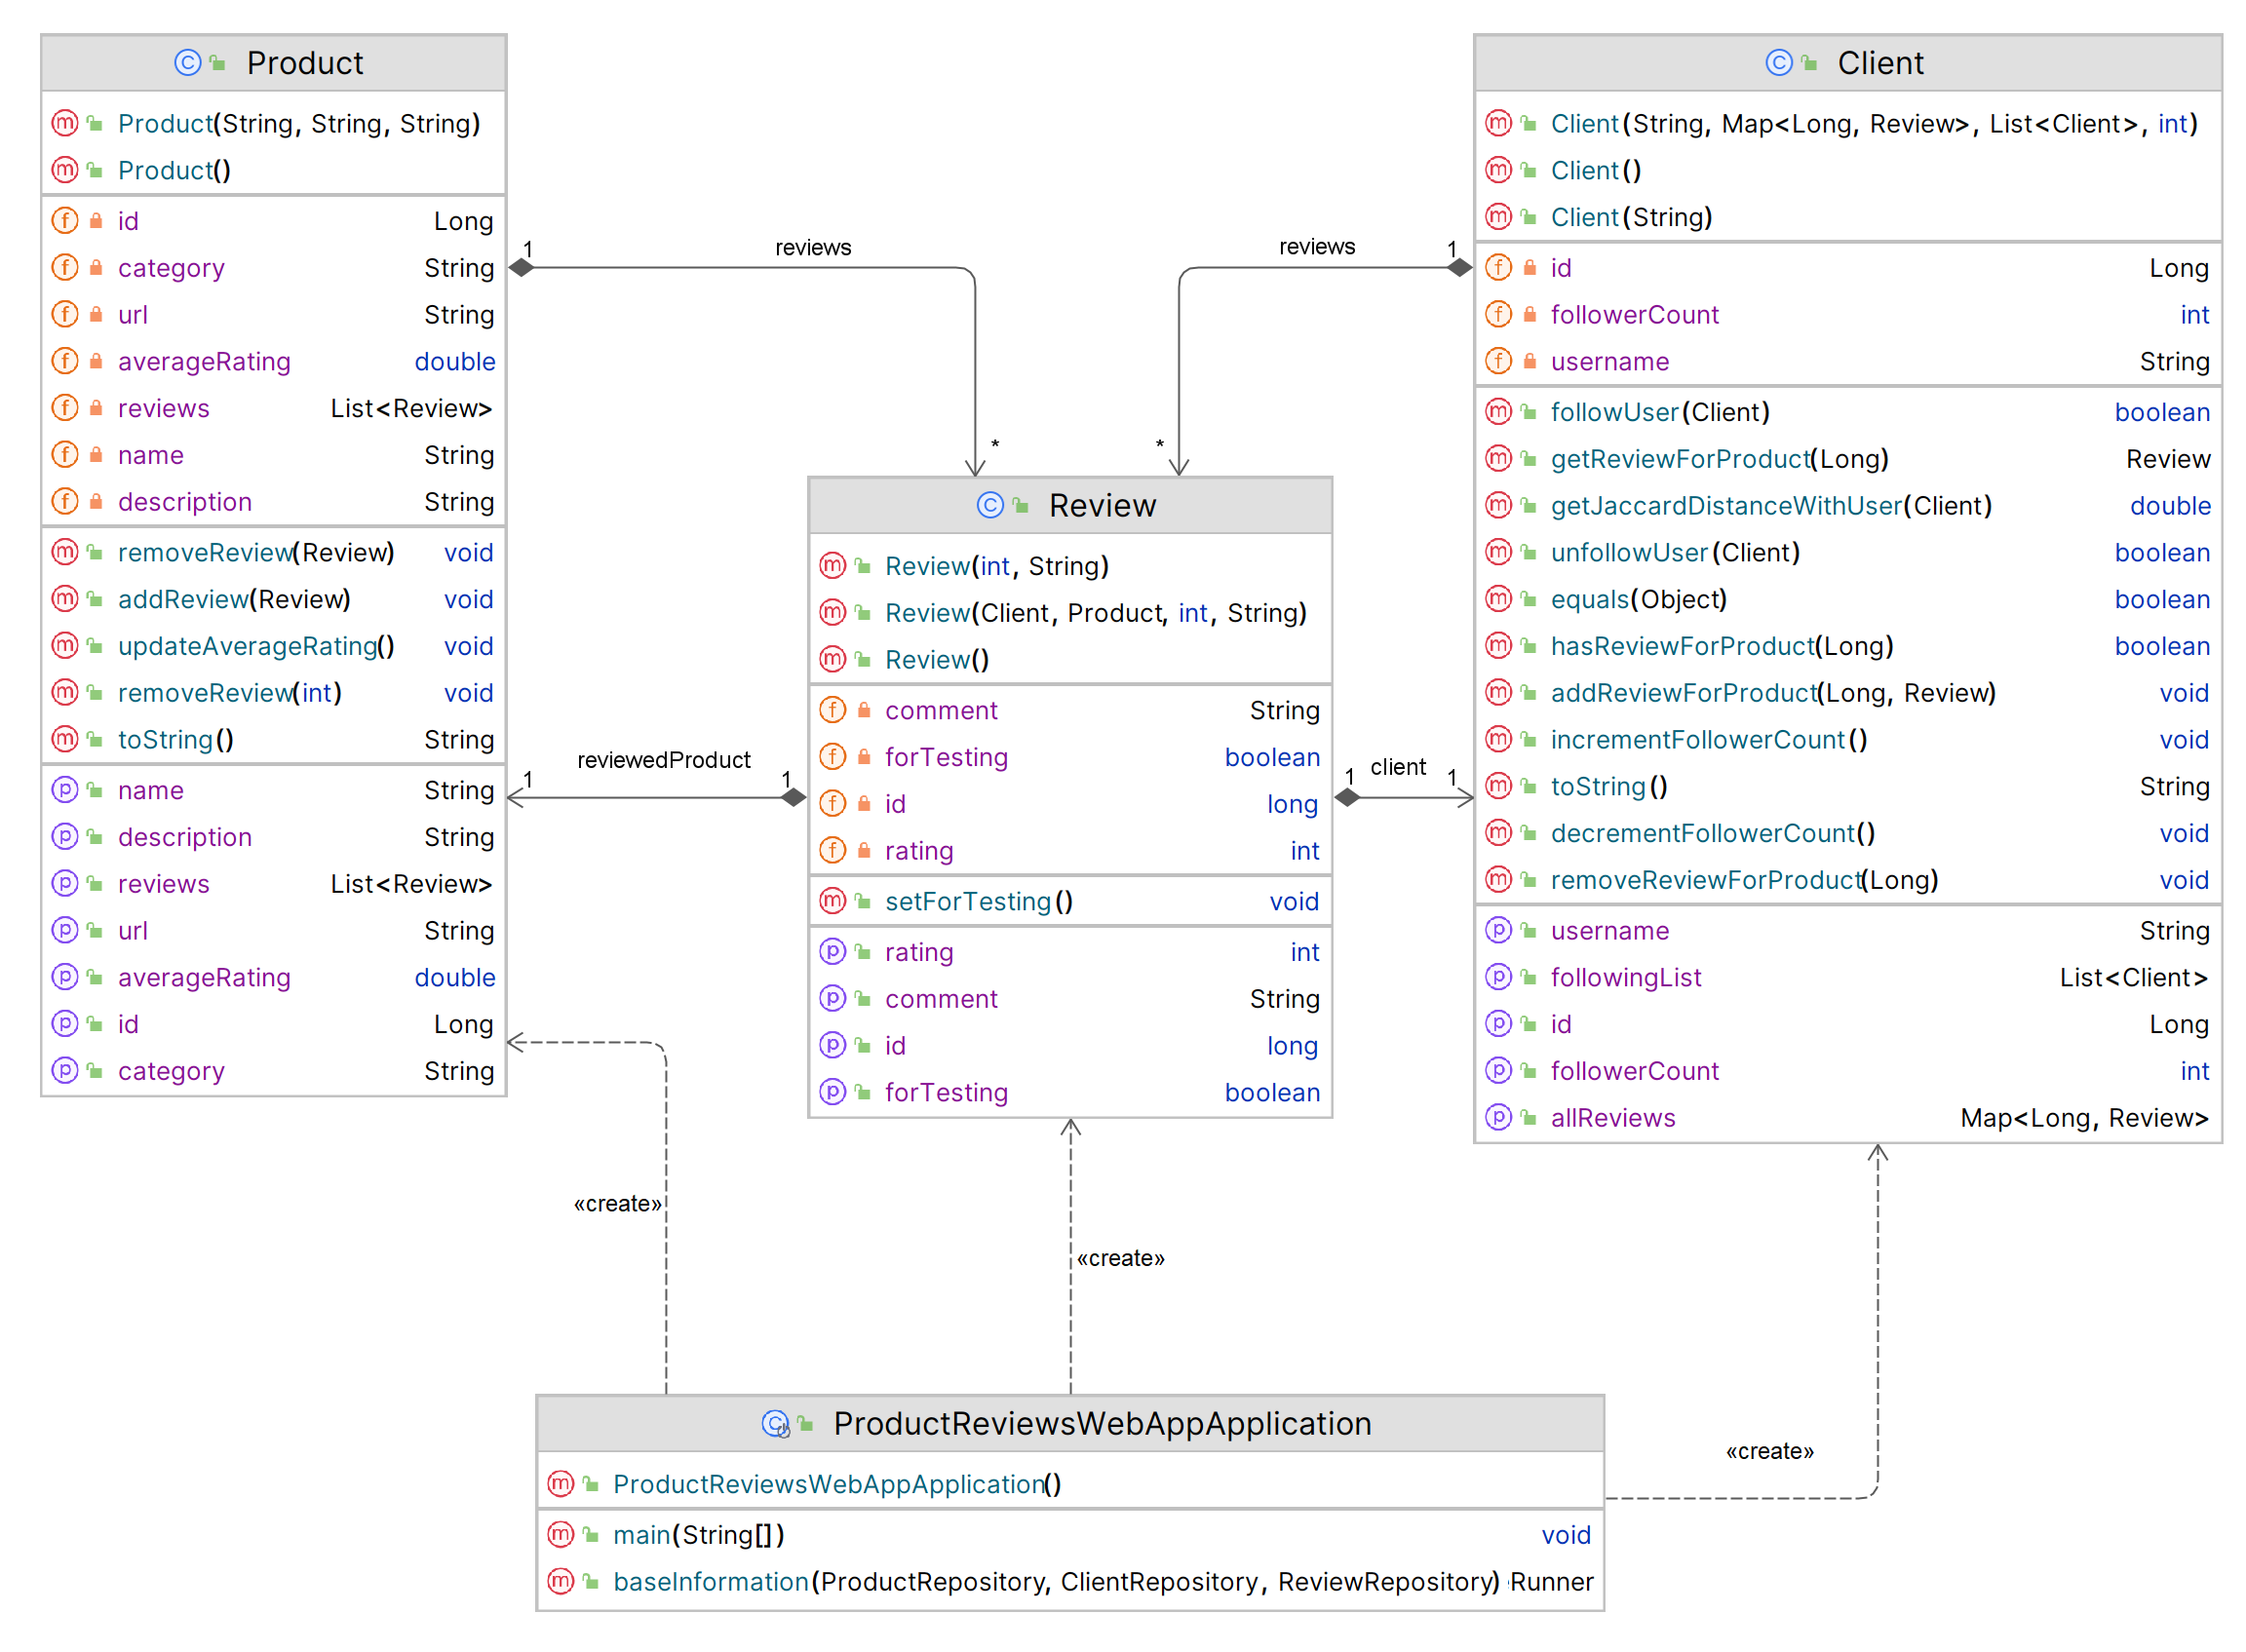 Product
Product(String, String, String)
Product()
id Long
category String
url String
averageRating double
reviews List<Review>
name String
description String
removeReview(Review) void
addReview(Review) void
updateAverageRating() void
removeReview(int) void
toString() String
name String
description String
reviews List<Review>
url String
averageRating double
id Long
category String
1 reviews *
reviews 1 *
Client
Client(String, Map<Long, Review>, List<Client>, int)
Client()
Client(String)
id Long
followerCount int
username String
followUser(Client) boolean
getReviewForProduct(Long) Review
getJaccardDistanceWithUser(Client) double
unfollowUser(Client) boolean
equals(Object) boolean
hasReviewForProduct(Long) boolean
addReviewForProduct(Long, Review) void
incrementFollowerCount() void
toString() String
decrementFollowerCount() void
removeReviewForProduct(Long) void
username String
followingList List<Client>
id Long
followerCount int
allReviews Map<Long, Review>
Review
Review(int, String)
Review(Client, Product, int, String)
Review()
comment String
forTesting boolean
id long
rating int
setForTesting() void
rating int
comment String
id long
forTesting boolean
1 reviewedProduct 1
1 client 1
«create»
«create»
«create»
ProductReviewsWebAppApplication
ProductReviewsWebAppApplication()
main(String[]) void
baseInformation(ProductRepository, ClientRepository, ReviewRepository) Runner